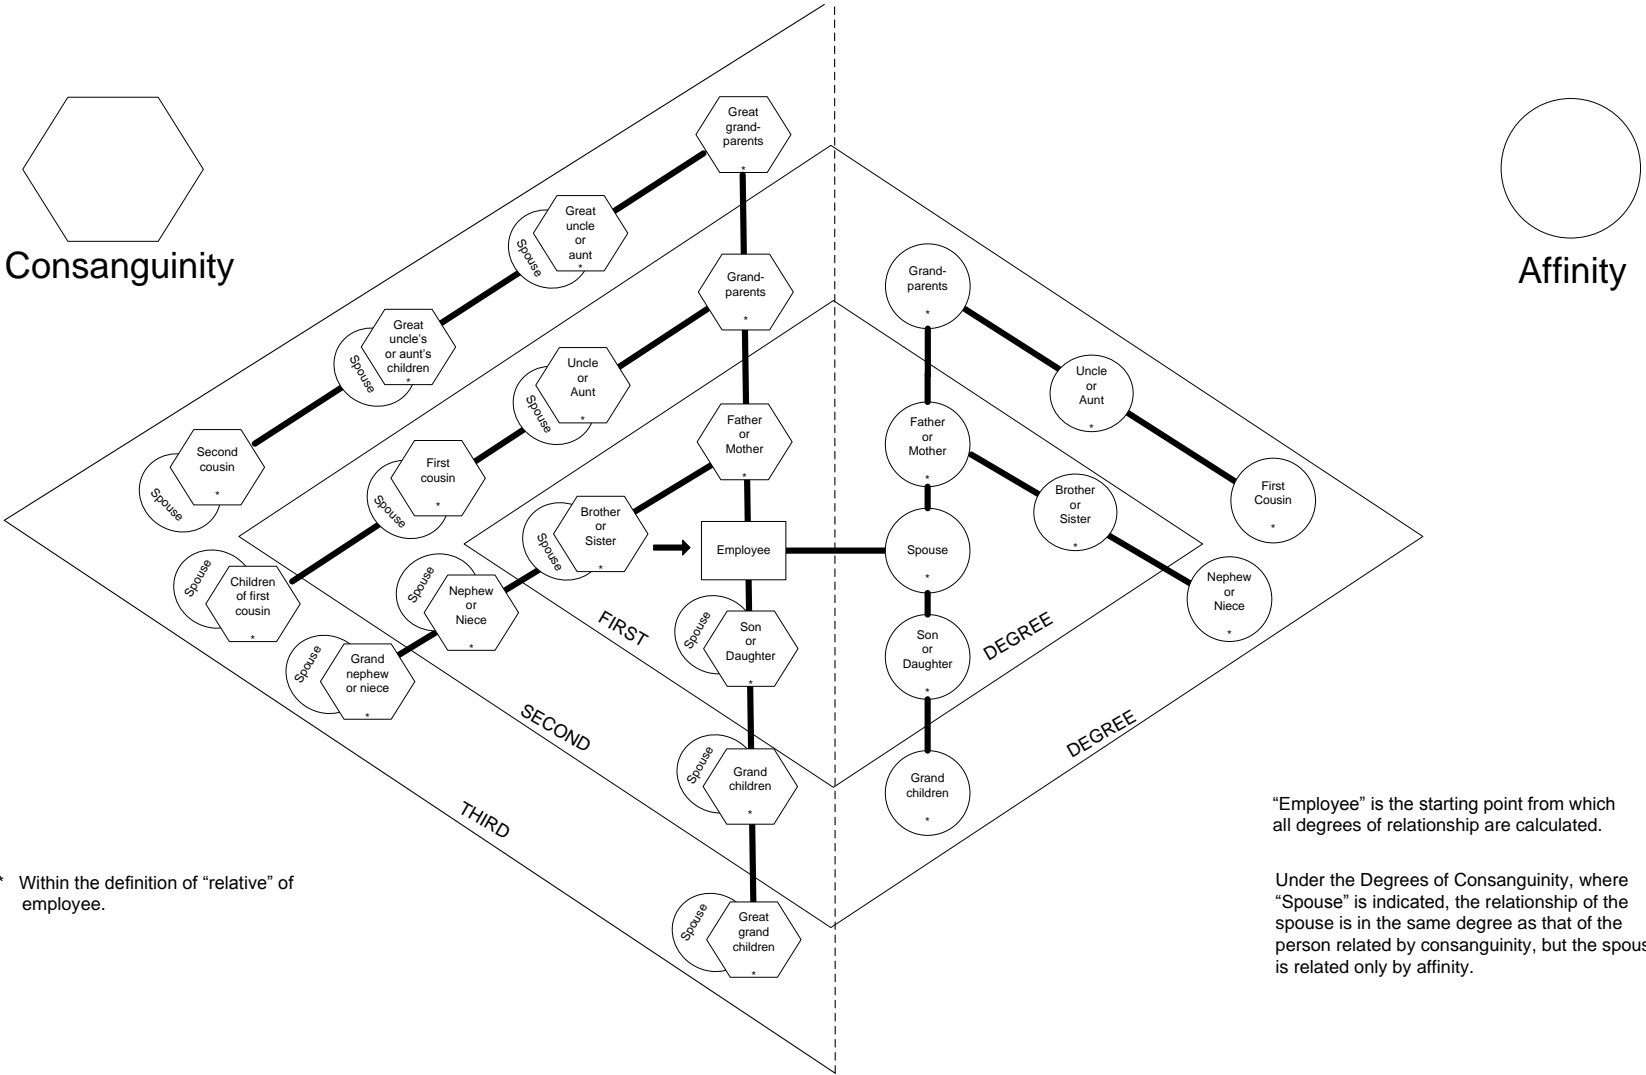 Consanguinity
Affinity
Great
grand-
parents
*
Great
uncle
or
aunt
*
Spouse
Great
uncle's
or aunt's
children
*
Spouse
Second
cousin
*
Spouse
Grand-
parents
*
Uncle
or
Aunt
*
Spouse
First
cousin
*
Spouse
Children
of first
cousin
*
Spouse
Father
or
Mother
*
Brother
or
Sister
*
Spouse
Nephew
or
Niece
*
Spouse
Grand
nephew
or niece
*
Spouse
Employee
Son
or
Daughter
*
Spouse
Grand
children
*
Spouse
Great
grand
children
*
Spouse
Grand-
parents
*
Uncle
or
Aunt
*
First
Cousin
*
Father
or
Mother
*
Brother
or
Sister
*
Nephew
or
Niece
*
Spouse
*
Son
or
Daughter
*
Grand
children
*
FIRST
DEGREE
SECOND
DEGREE
THIRD
* Within the definition of “relative” of
employee.
“Employee” is the starting point from which
all degrees of relationship are calculated.
Under the Degrees of Consanguinity, where
“Spouse” is indicated, the relationship of the
spouse is in the same degree as that of the
person related by consanguinity, but the spous
is related only by affinity.